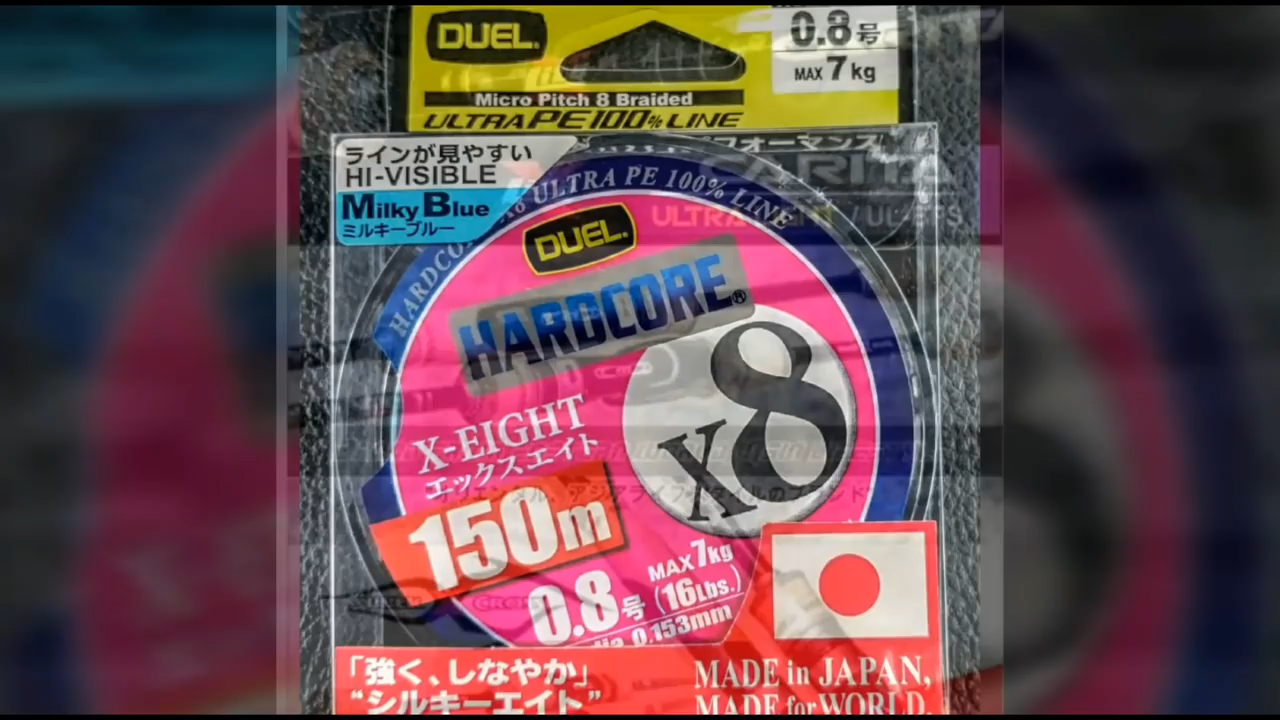 DUEL.
0.8号
MAX 7kg
Micro Pitch 8 Braided
ULTRA PE 100% LINE
ラインが見やすい
HI-VISIBLE
Milky Blue
ミルキーブルー
HARDCORE X8 ULTRA PE 100% LINE
DUEL.
HARDCORE®
X8
X-EIGHT
エックスエイト
150m
0.8号
MAX 7kg
(16Lbs.)
dia 0.153mm
「強く、しなやか」
“シルキーエイト”
MADE in JAPAN,
MADE for WORLD.